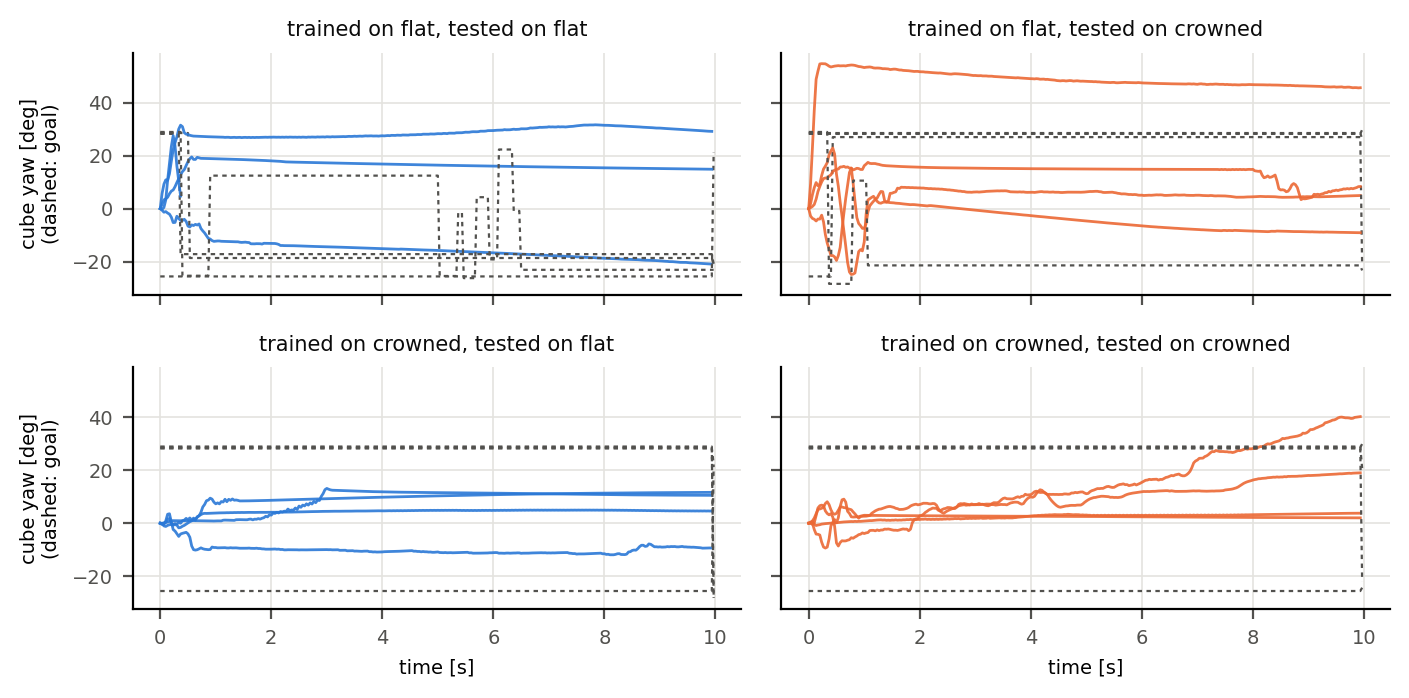 trained on flat, tested on flat
trained on flat, tested on crowned
cube yaw [deg]
(dashed: goal)
40
20
0
−20
trained on crowned, tested on flat
trained on crowned, tested on crowned
cube yaw [deg]
(dashed: goal)
40
20
0
−20
0 2 4 6 8 10
0 2 4 6 8 10
time [s]
time [s]